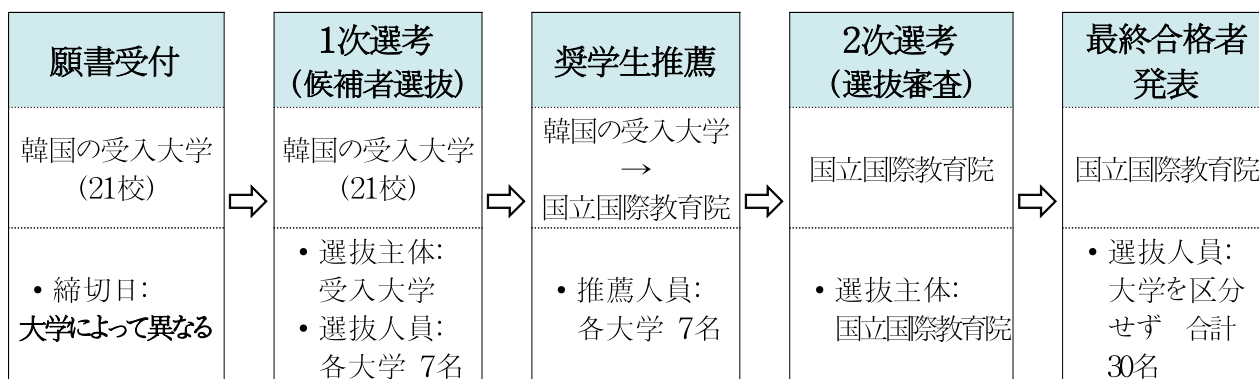 願書受付
韓国の受入大学
(21校)
• 締切日:
大学によって異なる
1次選考
(候補者選抜)
韓国の受入大学
(21校)
• 選抜主体:
受入大学
• 選抜人員:
各大学 7名
奨学生推薦
韓国の受入大学
→
国立国際教育院
• 推薦人員:
各大学 7名
2次選考
(選抜審査)
国立国際教育院
• 選抜主体:
国立国際教育院
最終合格者
発表
国立国際教育院
• 選抜人員:
大学を区分
せず 合計
30名